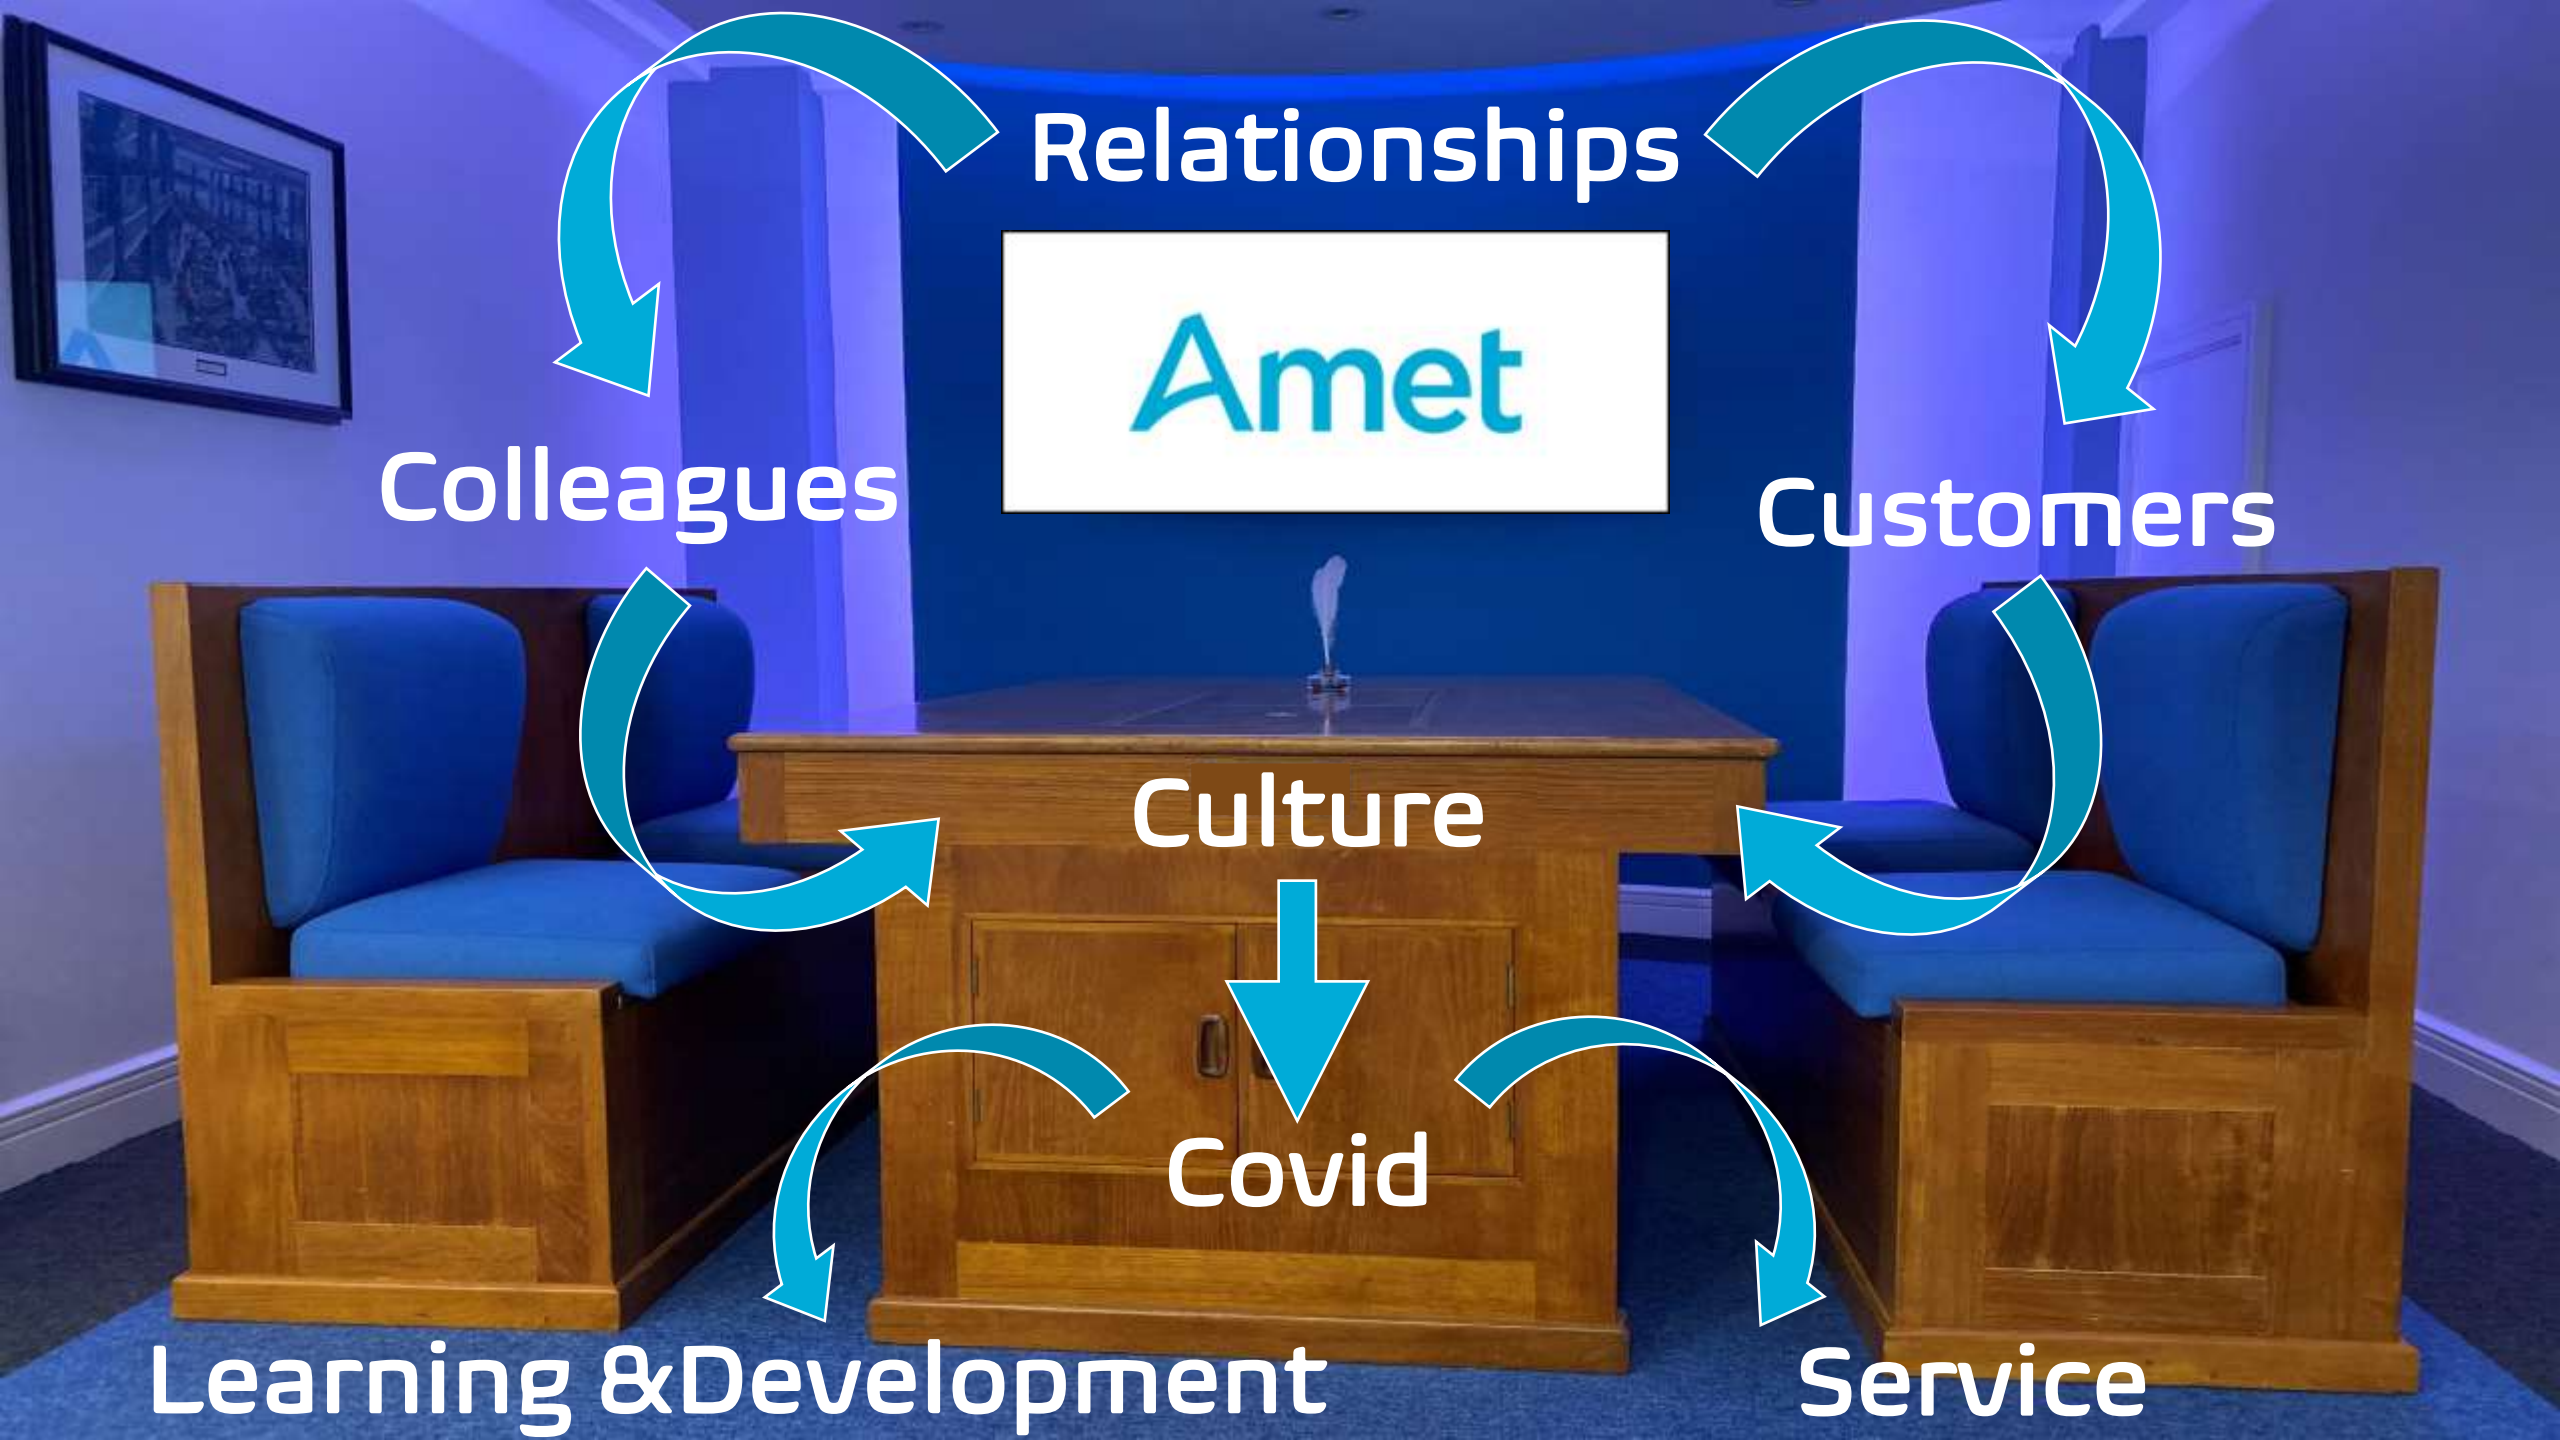 Relationships
Amet
Colleagues
Customers
Culture
Covid
Learning &Development
Service